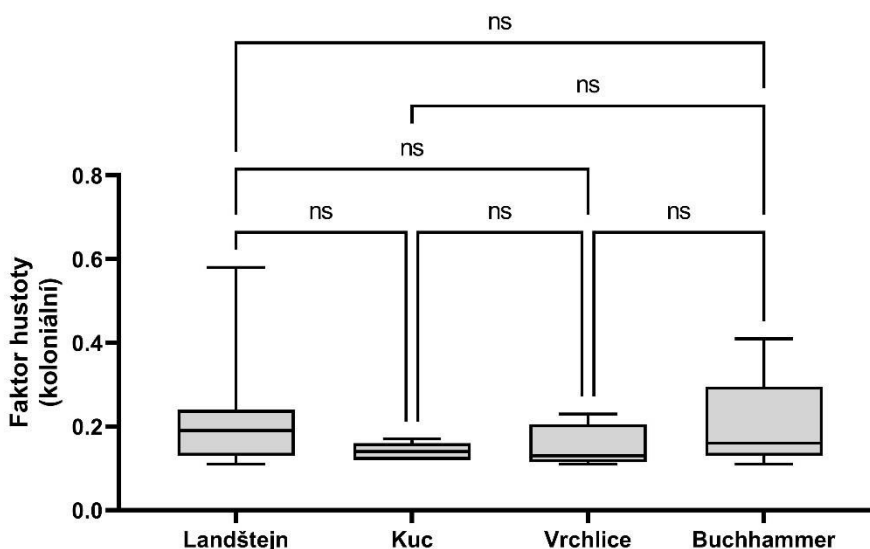 ns
ns
ns
ns ns ns
Faktor hustoty
(koloniální)
0.8
0.6
0.4
0.2
0.0
Landštejn Kuc Vrchlice Buchhammer